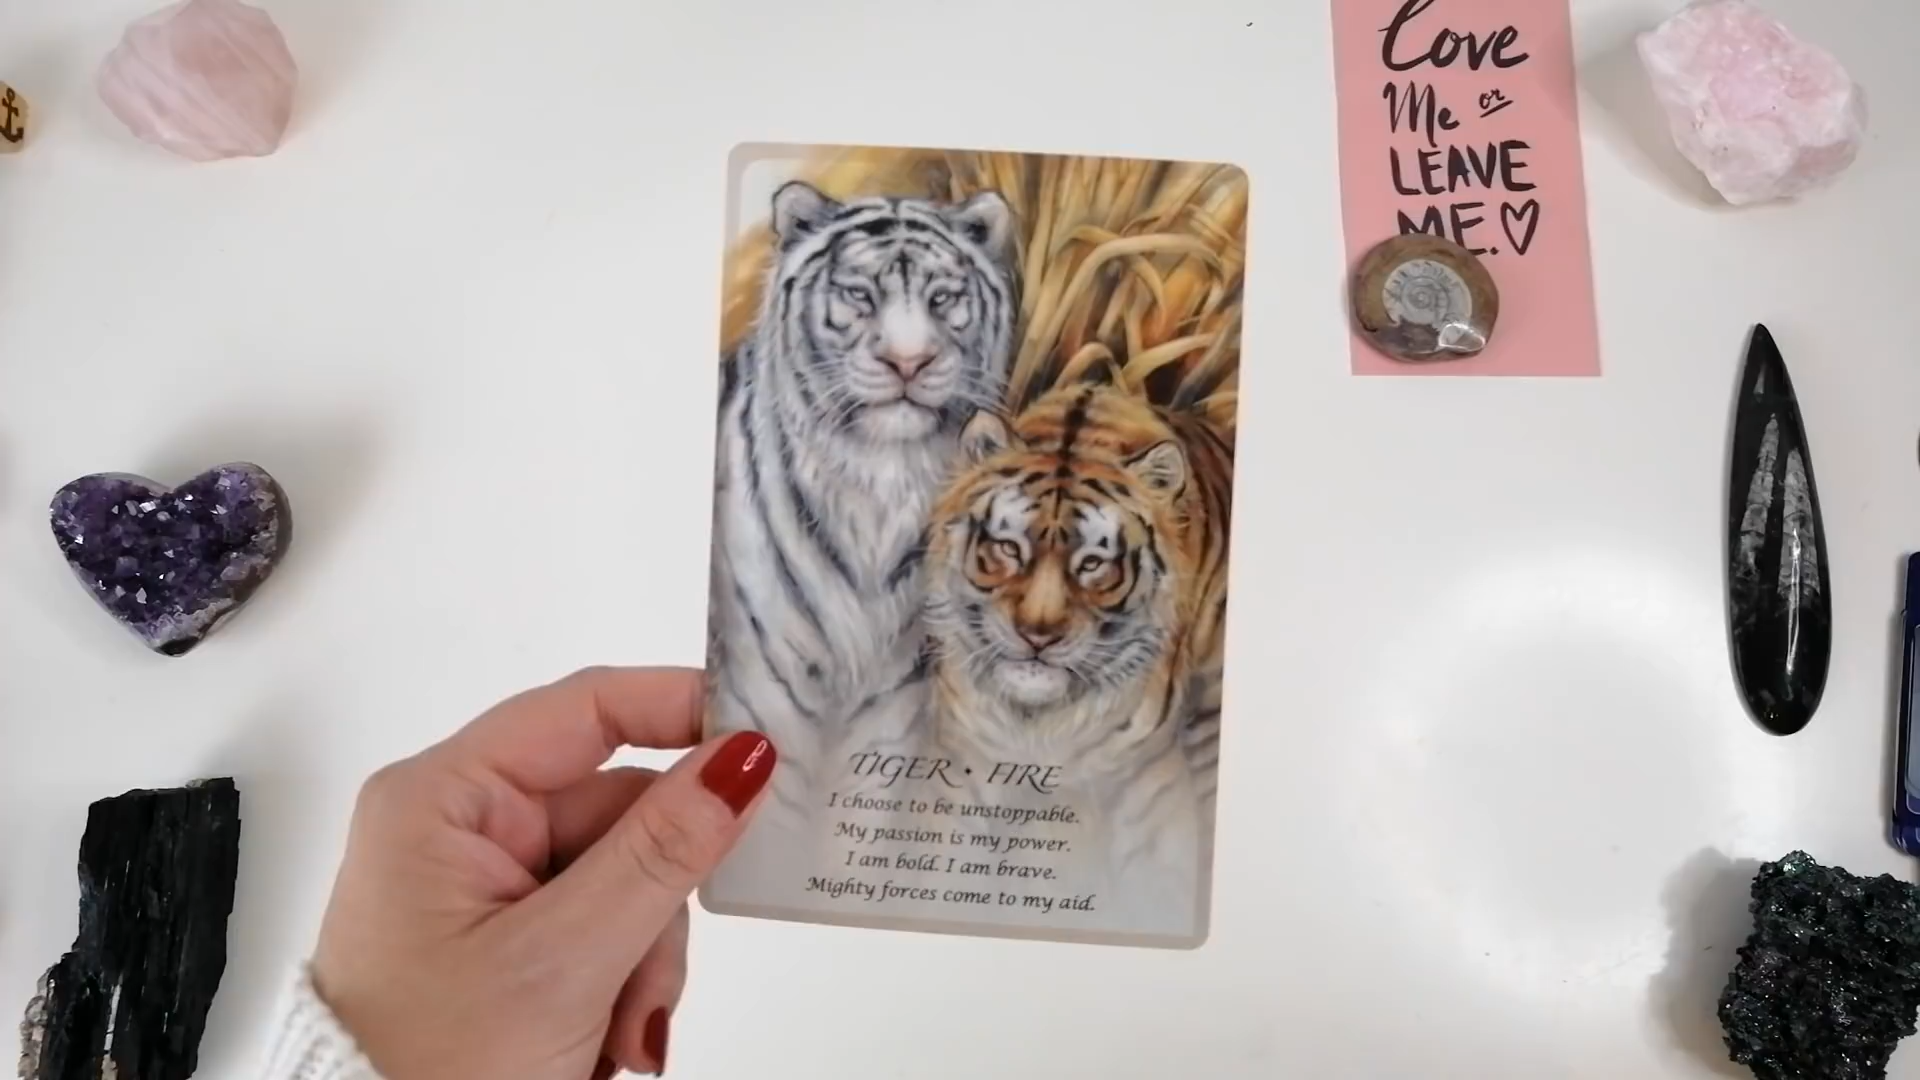 Love
Me or
LEAVE
ME.♡
TIGER • FIRE
I choose to be unstoppable.
My passion is my power.
I am bold. I am brave.
Mighty forces come to my aid.